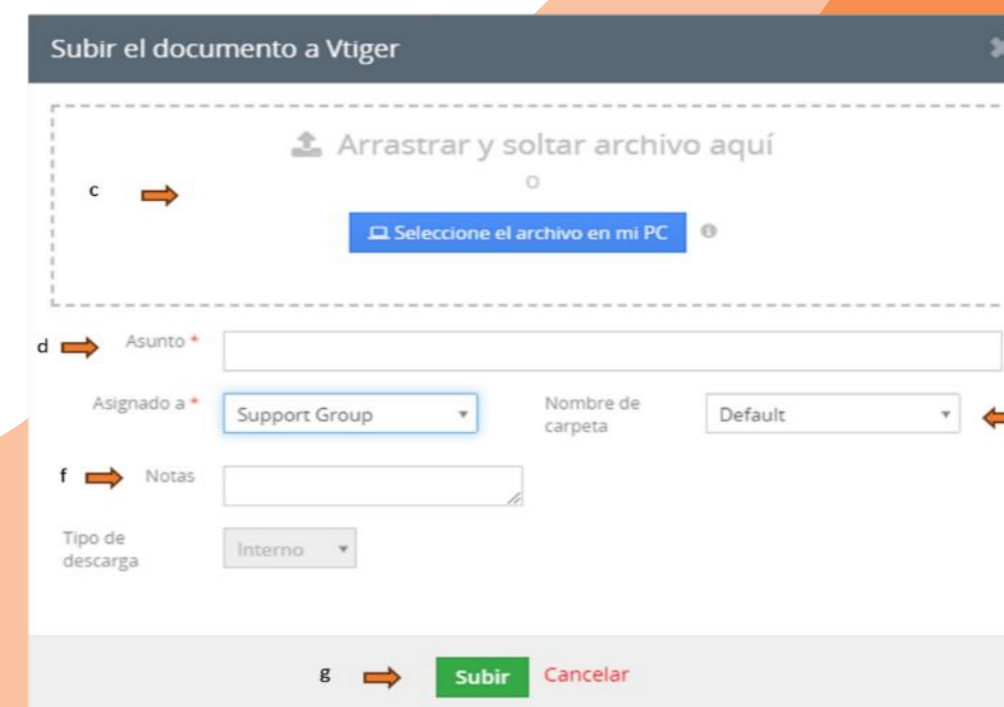 Subir el documento a Vtiger
Arrastrar y soltar archivo aquí
o
c
Seleccione el archivo en mi PC
d Asunto *
Asignado a * Support Group Nombre de carpeta Default
f Notas
Tipo de descarga Interno
g Subir Cancelar